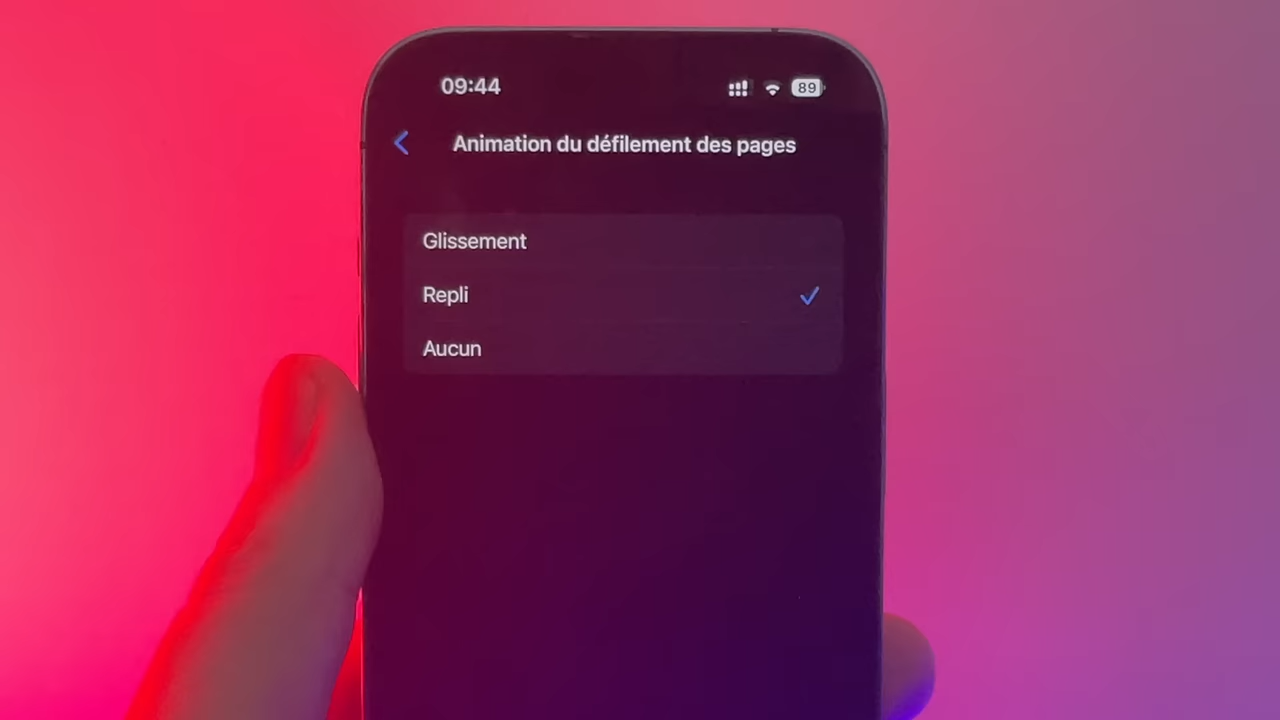 09:44
89
Animation du défilement des pages
Glissement
Repli
Aucun